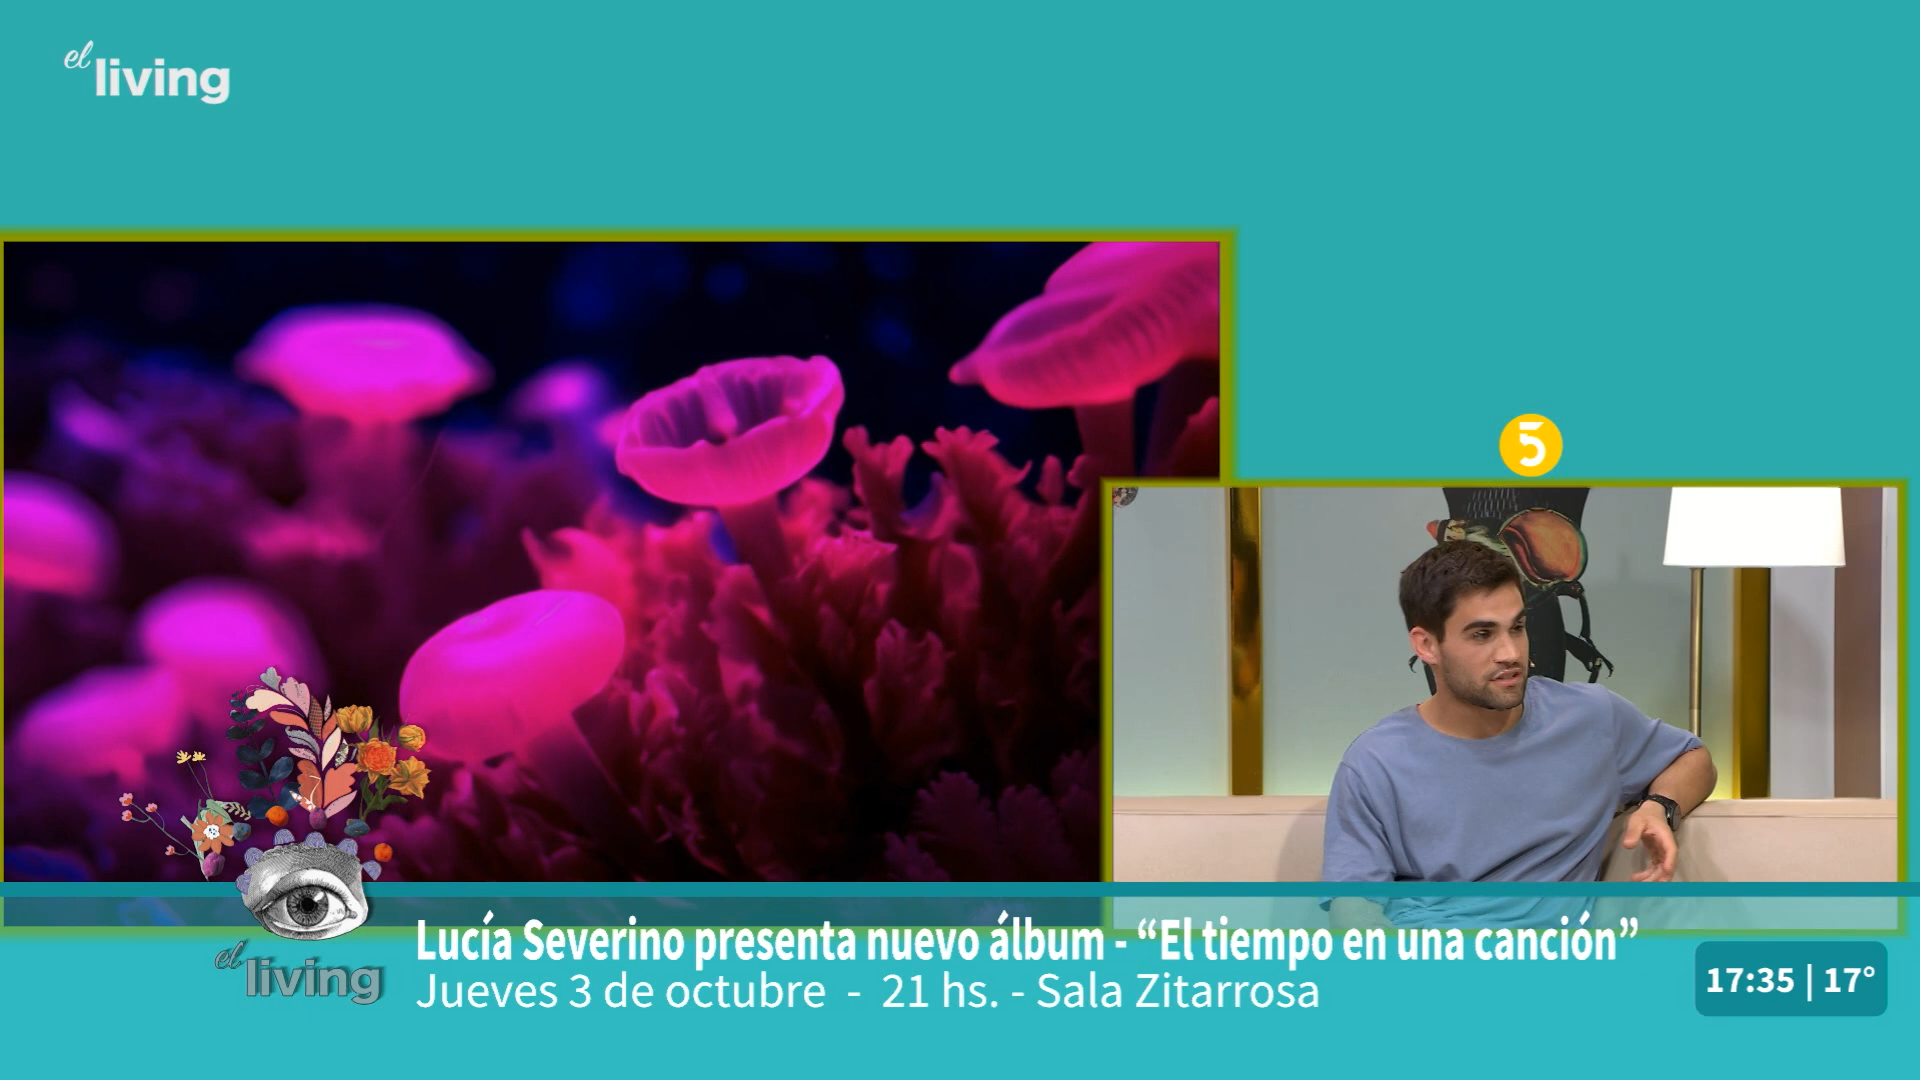 el living
5
Lucía Severino presenta nuevo álbum - “El tiempo en una canción”
Jueves 3 de octubre - 21 hs. - Sala Zitarrosa
el living
17:35 | 17°